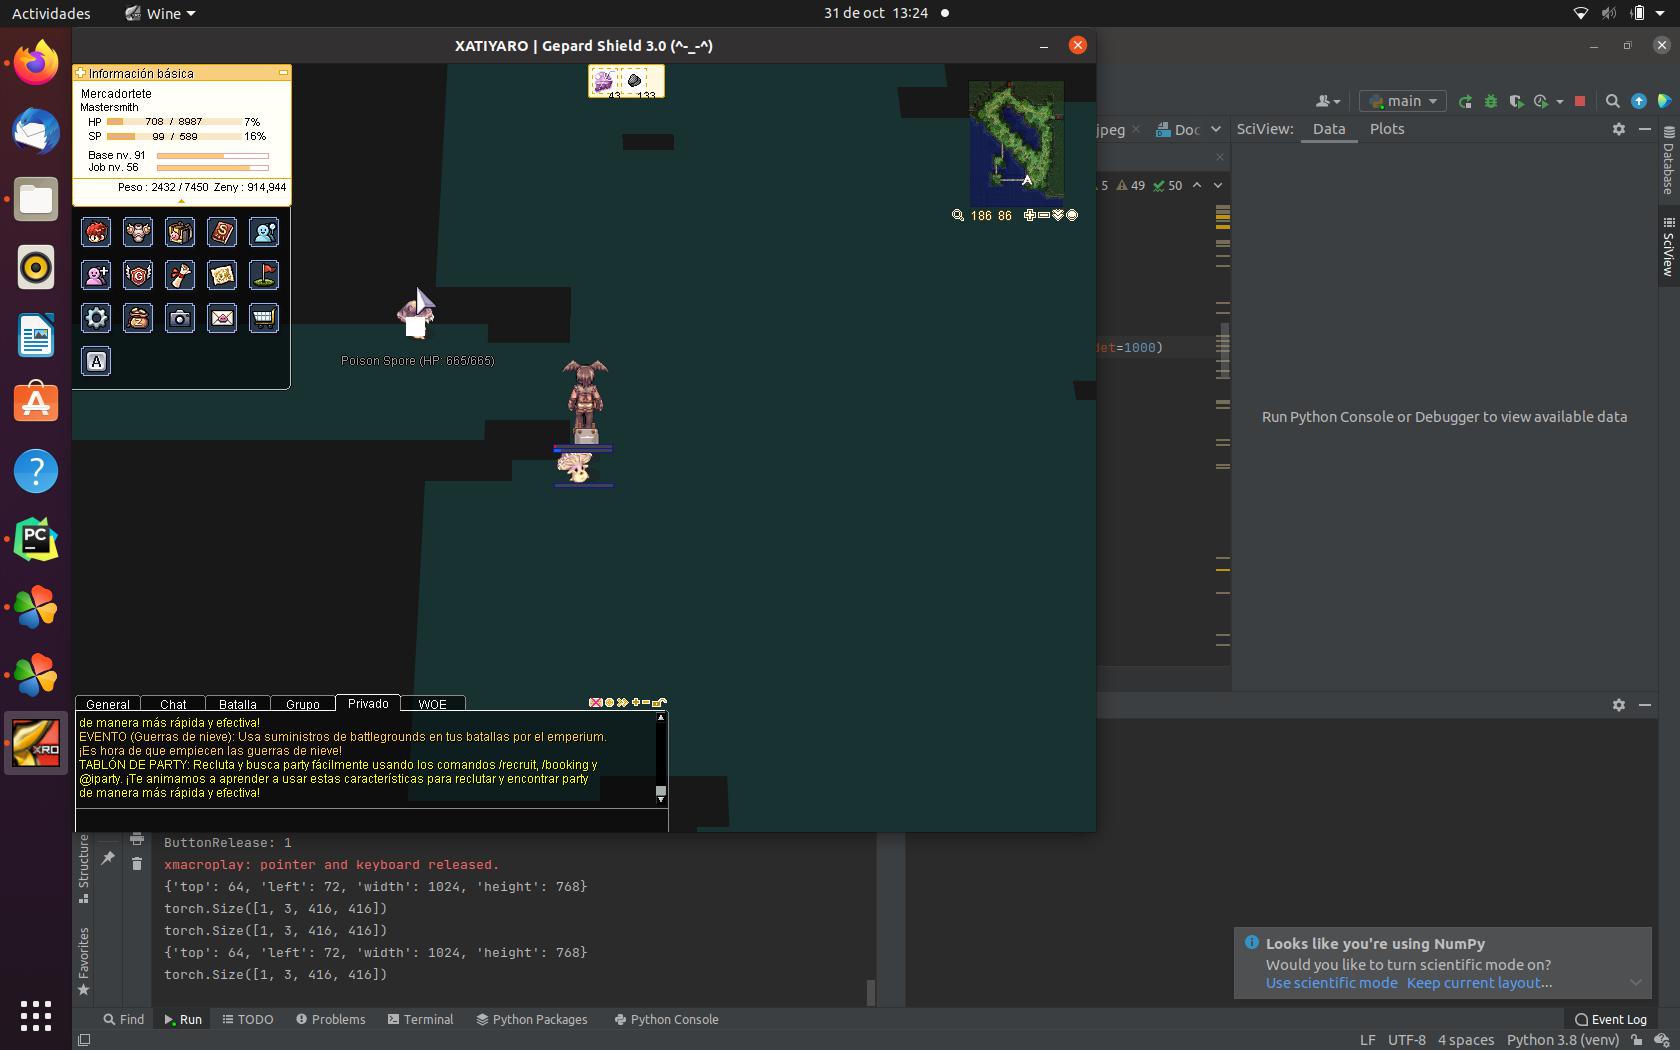 Actividades
Wine
31 de oct 13:24
XATIYARO | Gepard Shield 3.0 (^-_-^)
Información básica
Mercadortete
Mastersmith
HP 708 / 8987 7%
SP 99 / 589 16%
Base nv. 91
Job nv. 56
Peso : 2432 / 7450 Zeny : 914,944
43 133
186 86
Poison Spore (HP: 665/665)
General Chat Batalla Grupo Privado WOE
de manera más rápida y efectiva!
EVENTO (Guerras de nieve): Usa suministros de battlegrounds en tus batallas por el emperium.
¡Es hora de que empiecen las guerras de nieve!
TABLÓN DE PARTY: Recluta y busca party fácilmente usando los comandos /recruit, /booking y
@iparty. ¡Te animamos a aprender a usar estas características para reclutar y encontrar party
de manera más rápida y efectiva!
main
jpeg
Doc
SciView: Data Plots
5 49 50
det=1000)
Run Python Console or Debugger to view available data
Database
SciView
Structure
Favorites
ButtonRelease: 1
xmacroplay: pointer and keyboard released.
{'top': 64, 'left': 72, 'width': 1024, 'height': 768}
torch.Size([1, 3, 416, 416])
torch.Size([1, 3, 416, 416])
{'top': 64, 'left': 72, 'width': 1024, 'height': 768}
torch.Size([1, 3, 416, 416])
Looks like you're using NumPy
Would you like to turn scientific mode on?
Use scientific mode Keep current layout...
Find Run TODO Problems Terminal Python Packages Python Console
Event Log
LF UTF-8 4 spaces Python 3.8 (venv)
PC
XRO
A